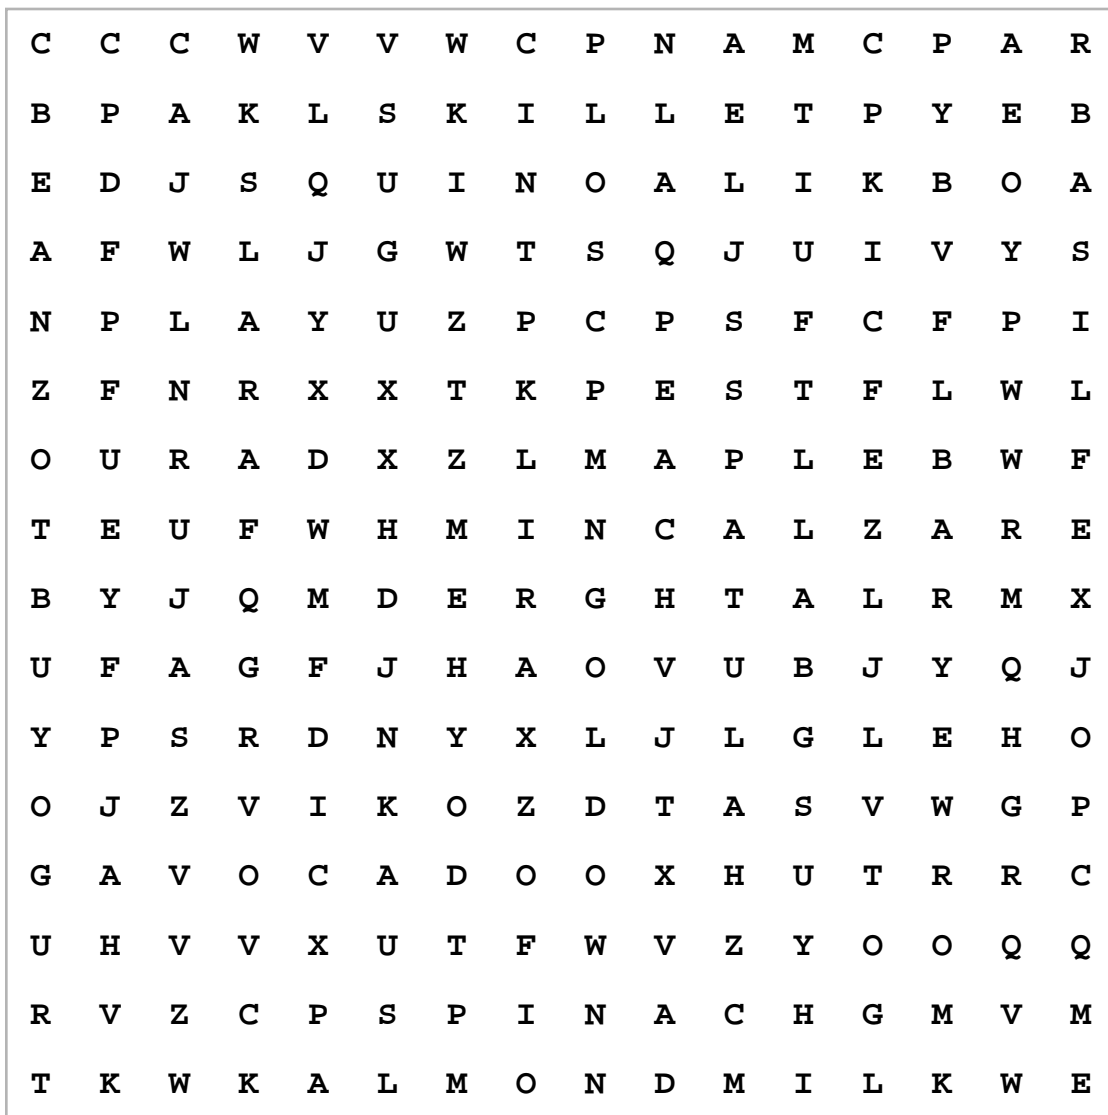 C C C W V V W C P N A M C P A R
B P A K L S K I L L E T P Y E B
E D J S Q U I N O A L I K B O A
A F W L J G W T S Q J U I V Y S
N P L A Y U Z P C P S F C F P I
Z F N R X X T K P E S T F L W L
O U R A D X Z L M A P L E B W F
T E U F W H M I N C A L Z A R E
B Y J Q M D E R G H T A L R M X
U F A G F J H A O V U B J Y Q J
Y P S R D N Y X L J L G L E H O
O J Z V I K O Z D T A S V W G P
G A V O C A D O O X H U T R R C
U H V V X U T F W V Z Y O O Q Q
R V Z C P S P I N A C H G M V M
T K W K A L M O N D M I L K W E